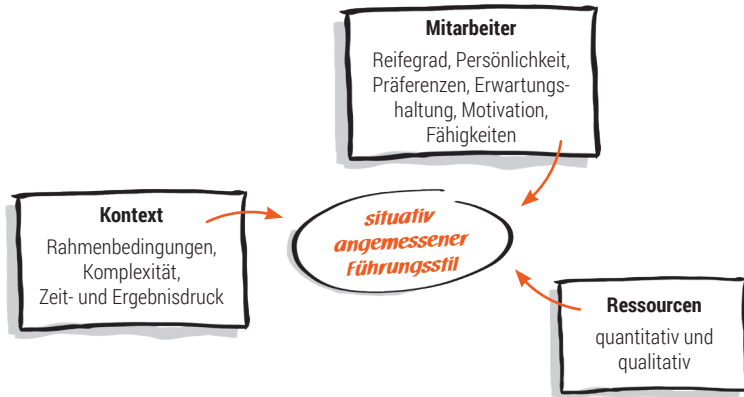 Mitarbeiter
Reifegrad, Persönlichkeit,
Präferenzen, Erwartungs-
haltung, Motivation,
Fähigkeiten
Kontext
Rahmenbedingungen,
Komplexität,
Zeit- und Ergebnisdruck
situativ
angemessener
Führungsstil
Ressourcen
quantitativ und
qualitativ